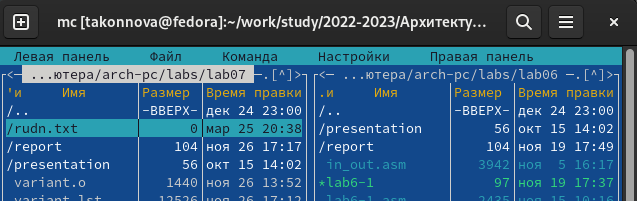 mc [takonnova@fedora]:~/work/study/2022-2023/Архитекту…
Левая панель Файл Команда Настройки Правая панель
<— …ютера/arch-pc/labs/lab07 —.[^]> <— …ютера/arch-pc/labs/lab06 —.[^]>
'и Имя Размер Время правки .и Имя Размер Время правки
/.. -ВВЕРХ- дек 24 23:00 /.. -ВВЕРХ- дек 24 23:00
/rudn.txt 0 мар 25 20:38 /presentation 56 окт 15 14:02
/report 104 ноя 26 17:17 /report 104 ноя 19 17:49
/presentation 56 окт 15 14:02 in_out.asm 3942 ноя 5 16:17
variant.o 1440 ноя 26 13:52 *lab6-1 97 ноя 19 17:37
variant.lst 12526 ноя 26 17:12 lab6-1.asm 2435 ноя 15 10:16